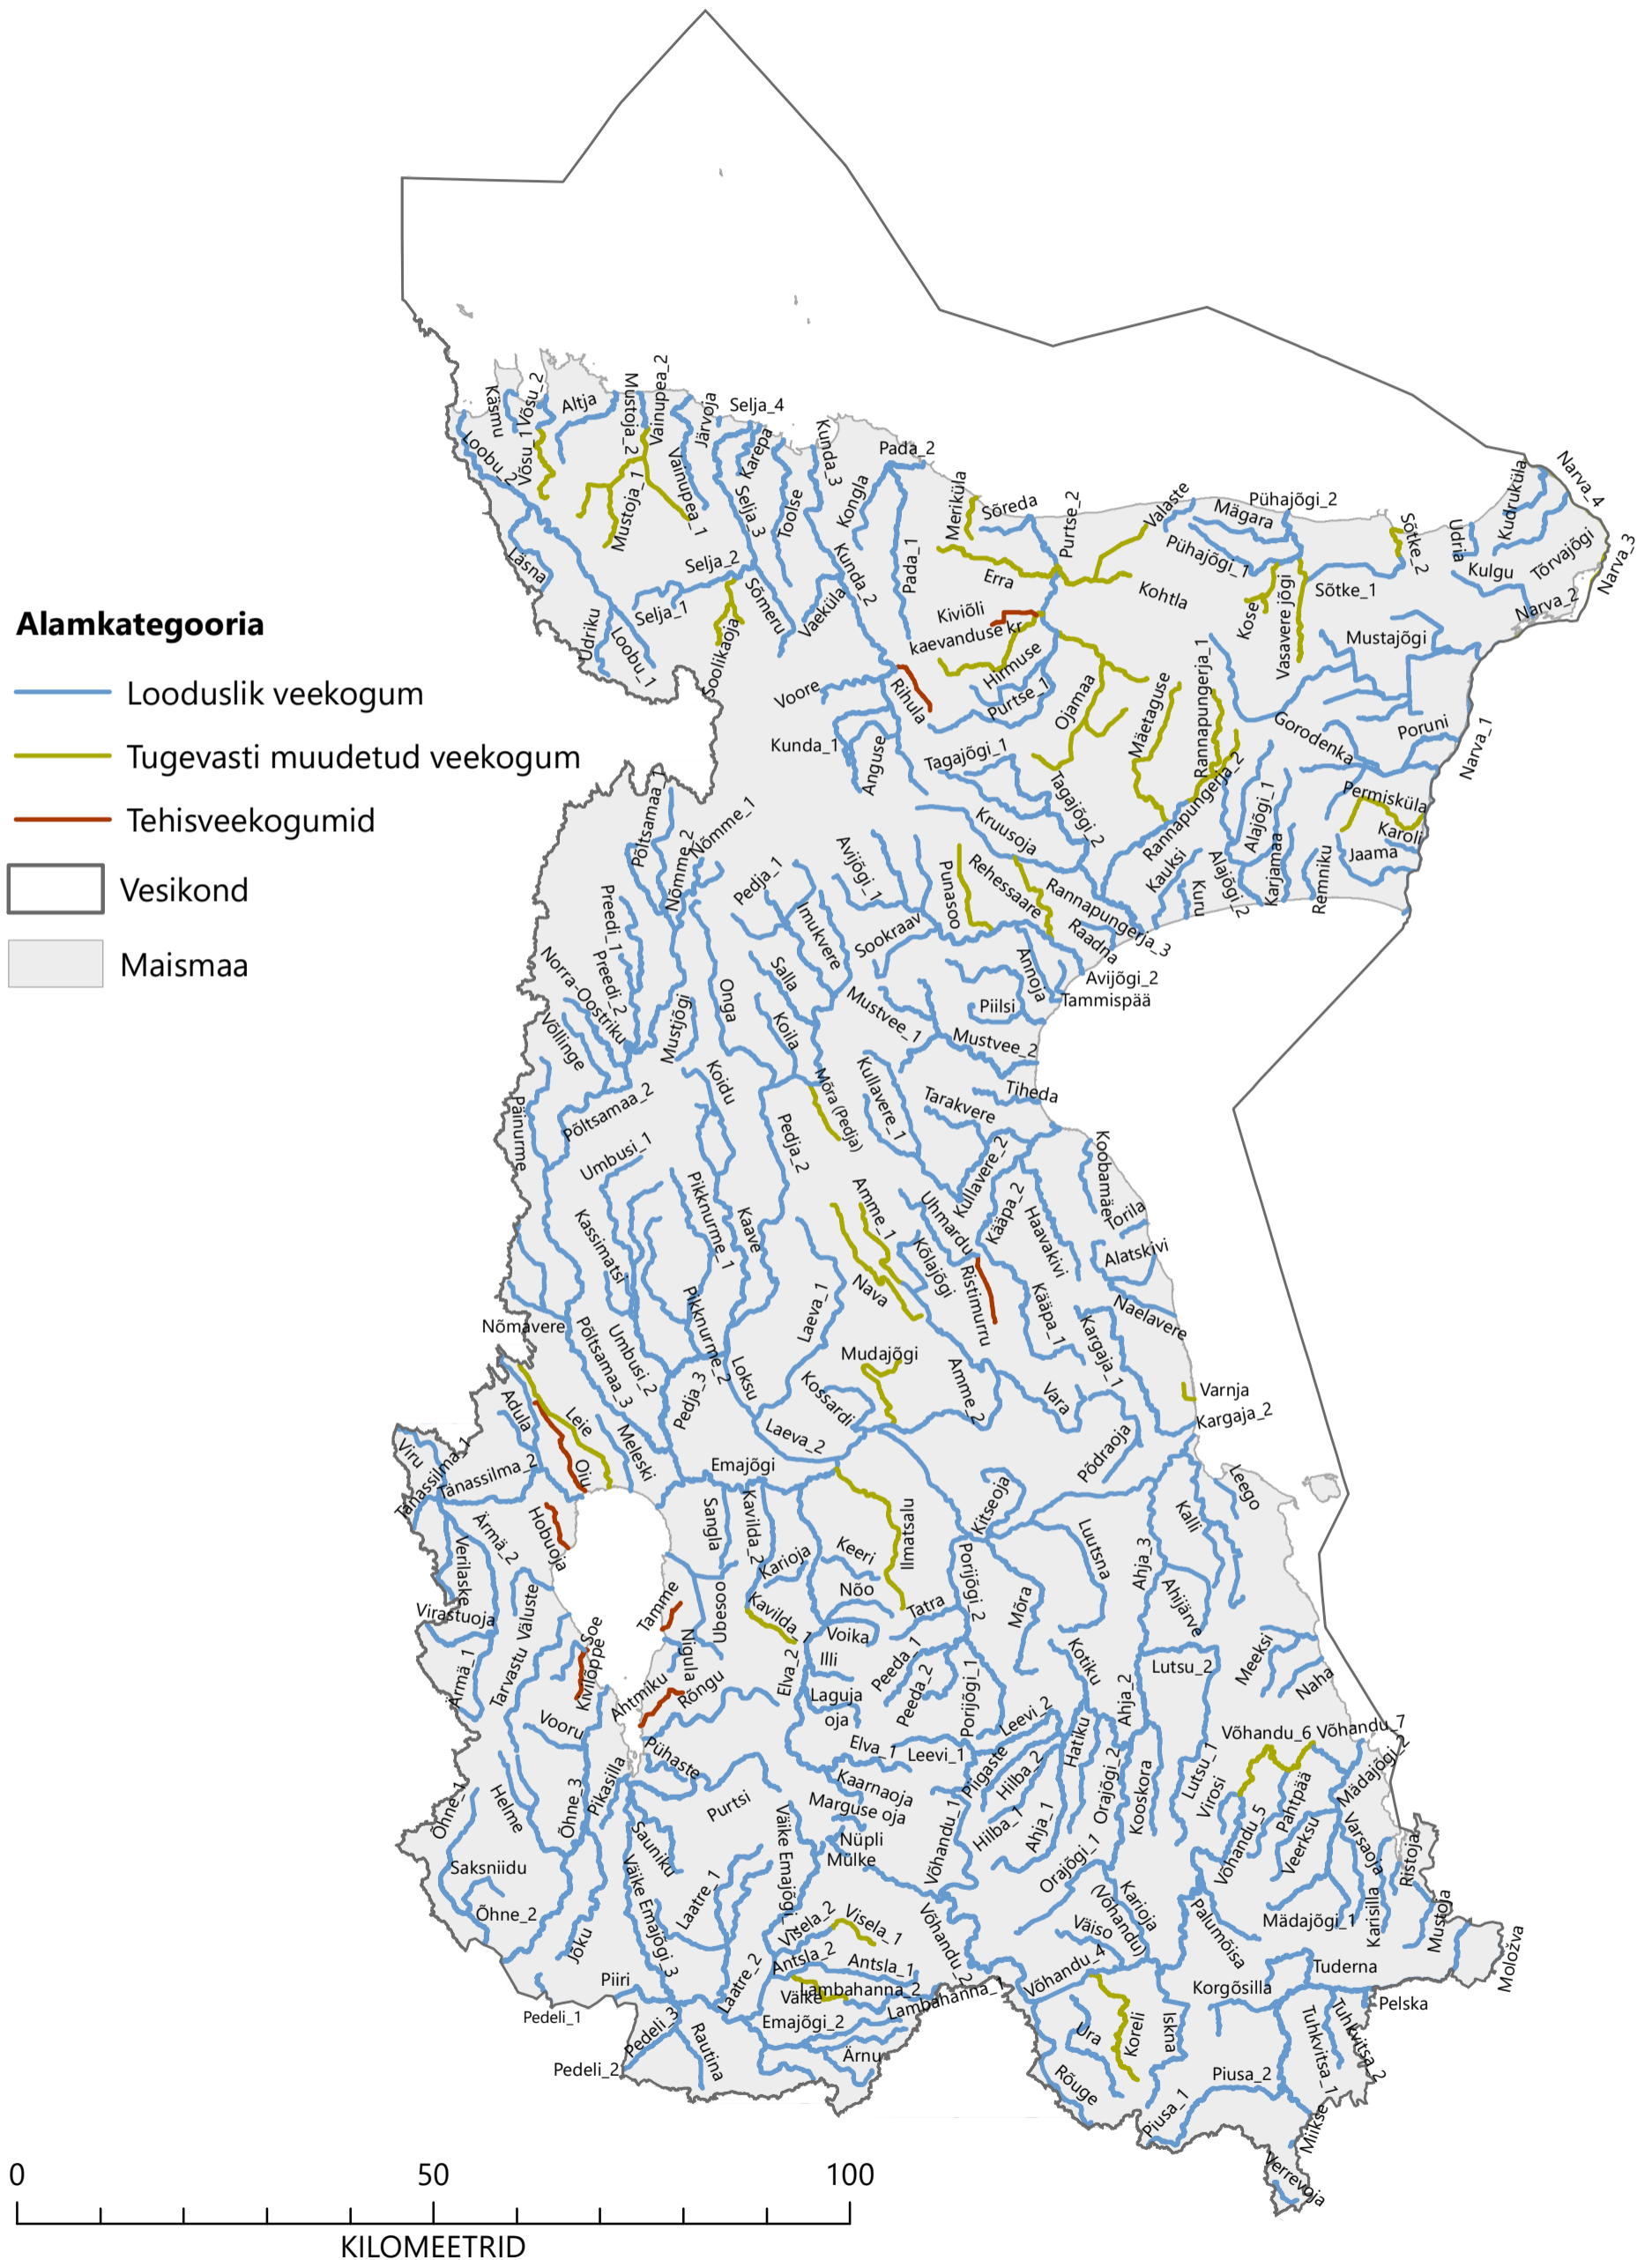 Käsmu
Võsu_2
Altja
Mustoja_2
Vainupea_2
Järvoja
Selja_4
Loobu_2
Võsu_1
Mustoja_1
Vainupea_1
Karepa
Selja_3
Toolse
Kunda_3
Kongla
Pada_2
Meriküla
Sõreda
Purtse_2
Valaste
Mägara
Pühajõgi_2
Pühajõgi_1
Sõtke_2
Udria
Kudruküla
Narva_4
Tõrvajõgi
Narva_3
Kulgu
Narva_2
Läsna
Selja_2
Kunda_2
Pada_1
Erra
Kohtla
Kose
Vasavere jõgi
Sõtke_1
Mustajõgi
Udriku
Loobu_1
Selja_1
Soolikaoja
Sõmeru
Vaeküla
Kiviõli
kaevanduse kr
Hirmuse
Purtse_1
Ojamaa
Mäetaguse
Rannapungerja_1
Gorodenka
Poruni
Narva_1
Alamkategooria
Looduslik veekogum
Tugevasti muudetud veekogum
Tehisveekogumid
Vesikond
Maismaa
Voore
Rihula
Kunda_1
Anguse
Tagajõgi_1
Tagajõgi_2
Rannapungerja_2
Alajõgi_1
Permisküla
Karoli
Jaama
Põltsamaa_1
Nõmme_2
Nõmme_1
Pedja_1
Avijõgi_1
Kruusoja
Punasoo
Rehessaare
Rannapungerja_3
Raadna
Kauksi
Kuru
Alajõgi_2
Karjamaa
Remniku
Preedi_1
Preedi_2
Norra-Oostriku
Imukvere
Sookraav
Avijõgi_2
Annoja
Tammispää
Võllinge
Mustjõgi
Onga
Salla
Koila
Mustvee_1
Piilsi
Mustvee_2
Päinurme
Põltsamaa_2
Koidu
Mõra (Pedja)
Kullavere_1
Tarakvere
Tiheda
Umbusi_1
Pedja_2
Kullavere_2
Koobamäe
Torila
Kassimatsi
Pikknurme_1
Kaave
Amme_1
Uhmardu
Kääpa_2
Haavakivi
Alatskivi
Kõlajõgi
Nava
Ristimurru
Kääpa_1
Naelavere
Nõmavere
Põltsamaa_3
Umbusi_2
Pikknurme_2
Laeva_1
Kargaja_1
Loksu
Pedja_3
Mudajõgi
Kossardi
Amme_2
Vara
Varnja
Kargaja_2
Adula
Leie
Meleski
Laeva_2
Põdraoja
Viru
Tänassilma_1
Tänassilma_2
Oiu
Emajõgi
Kitseoja
Leego
Kalli
Ärmä_2
Hobuoja
Verilaske
Sangla
Kavilda_2
Karioja
Keeri
Ilmatsalu
Porijõgi_2
Luutsna
Ahja_3
Ahijärve
Virastuoja
Väluste
Tamme
Ubesoo
Kavilda_1
Nõo
Tatra
Mõra
Ärmä_1
Tarvastu
Soe
Kivilõppe
Nigula
Elva_2
Voika
Illi
Peeda_1
Peeda_2
Porijõgi_1
Kotiku
Lutsu_2
Meeksi
Naha
Ahtmiku
Rõngu
Laguja
oja
Vooru
Pühaste
Elva_1
Leevi_1
Leevi_2
Hatiku
Ahja_2
Võhandu_6
Võhandu_7
Mädajõgi_2
Õhne_1
Helme
Õhne_3
Pikasilla
Purtsi
Kaarnaoja
Marguse oja
Piigaste
Hilba_2
Hilba_1
Ahja_1
Orajõgi_2
Kooskora
Lutsu_1
Virosi
Võhandu_5
Pahtpää
Veerksu
Varsaoja
Ristoja
Saksniidu
Õhne_2
Sauniku
Väike Emajõgi_3
Laatre_1
Väike Emajõgi_1
Nüpli
Mülke
Võhandu_1
Orajõgi_1
Karioja
(Võhandu)
Väiso
Palumõisa
Mädajõgi_1
Karisilla
Mustoja
Moložva
Jõku
Piiri
Visela_2
Visela_1
Antsla_2
Antsla_1
Võhandu_2
Võhandu_4
Korgõsilla
Tuderna
Pelska
Pedeli_1
Pedeli_3
Pedeli_2
Rautina
Laatre_2
Lambahanna_2
Väike
Emajõgi_2
Lambahanna_1
Ärnu
Ura
Koreli
Iskna
Rõuge
Piusa_1
Piusa_2
Tuhkvitsa_1
Tuhkvitsa_2
Miikse
Verrevoja
0 50 100
KILOMEETRID